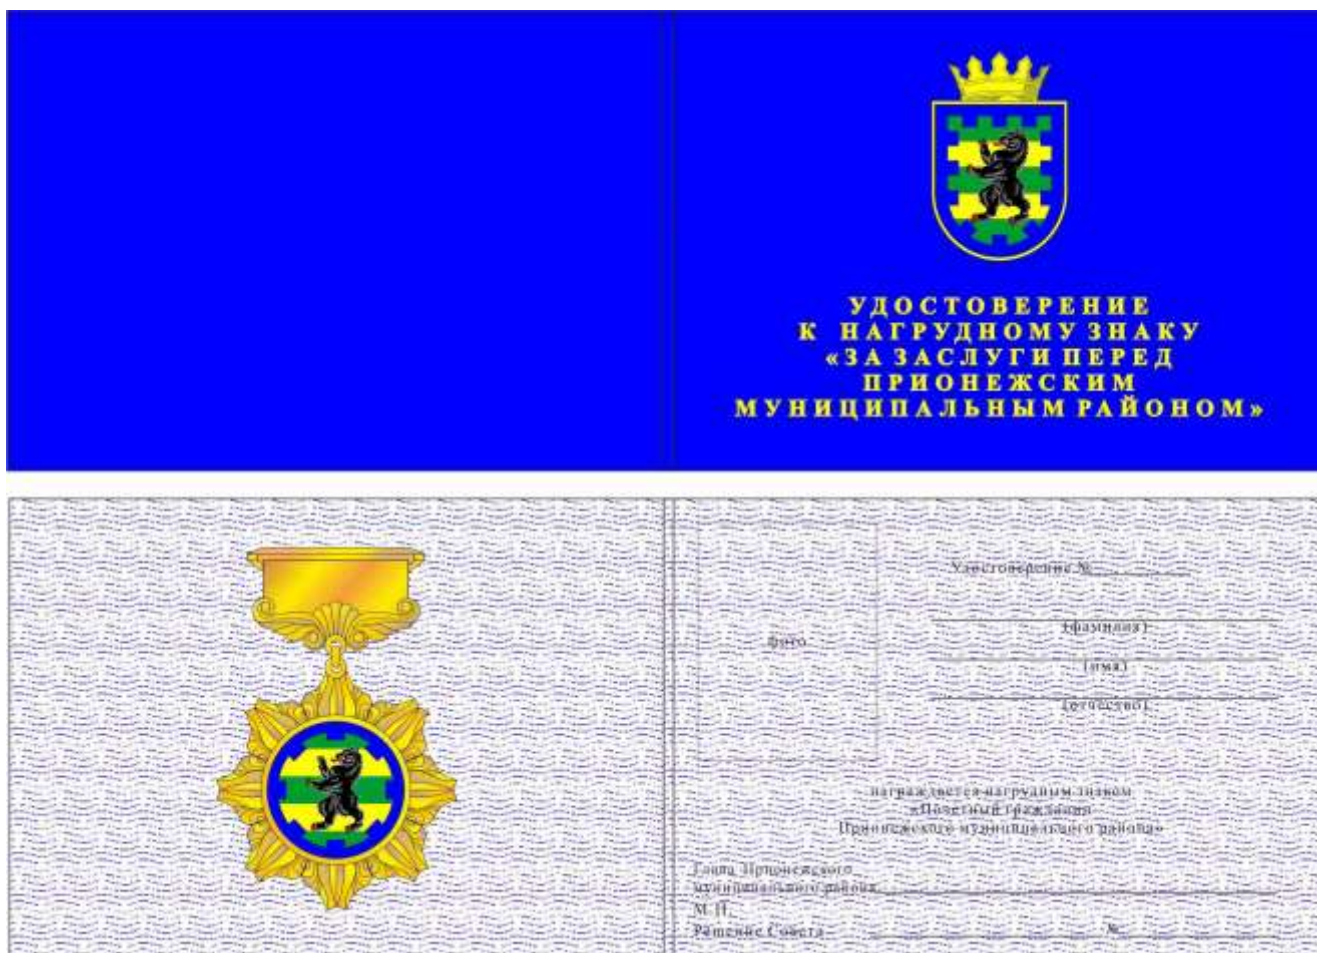 УДОСТОВЕРЕНИЕ
К НАГРУДНОМУ ЗНАКУ
«ЗА ЗАСЛУГИ ПЕРЕД
ПРИОНЕЖСКИМ
МУНИЦИПАЛЬНЫМ РАЙОНОМ»
Удостоверение №
фото
(фамилия)
(имя)
(отчество)
награждается нагрудным знаком
«Почетный гражданин
Прионежского муниципального района»
Глава Прионежского
муниципального района
М.П.
Решение Совета №